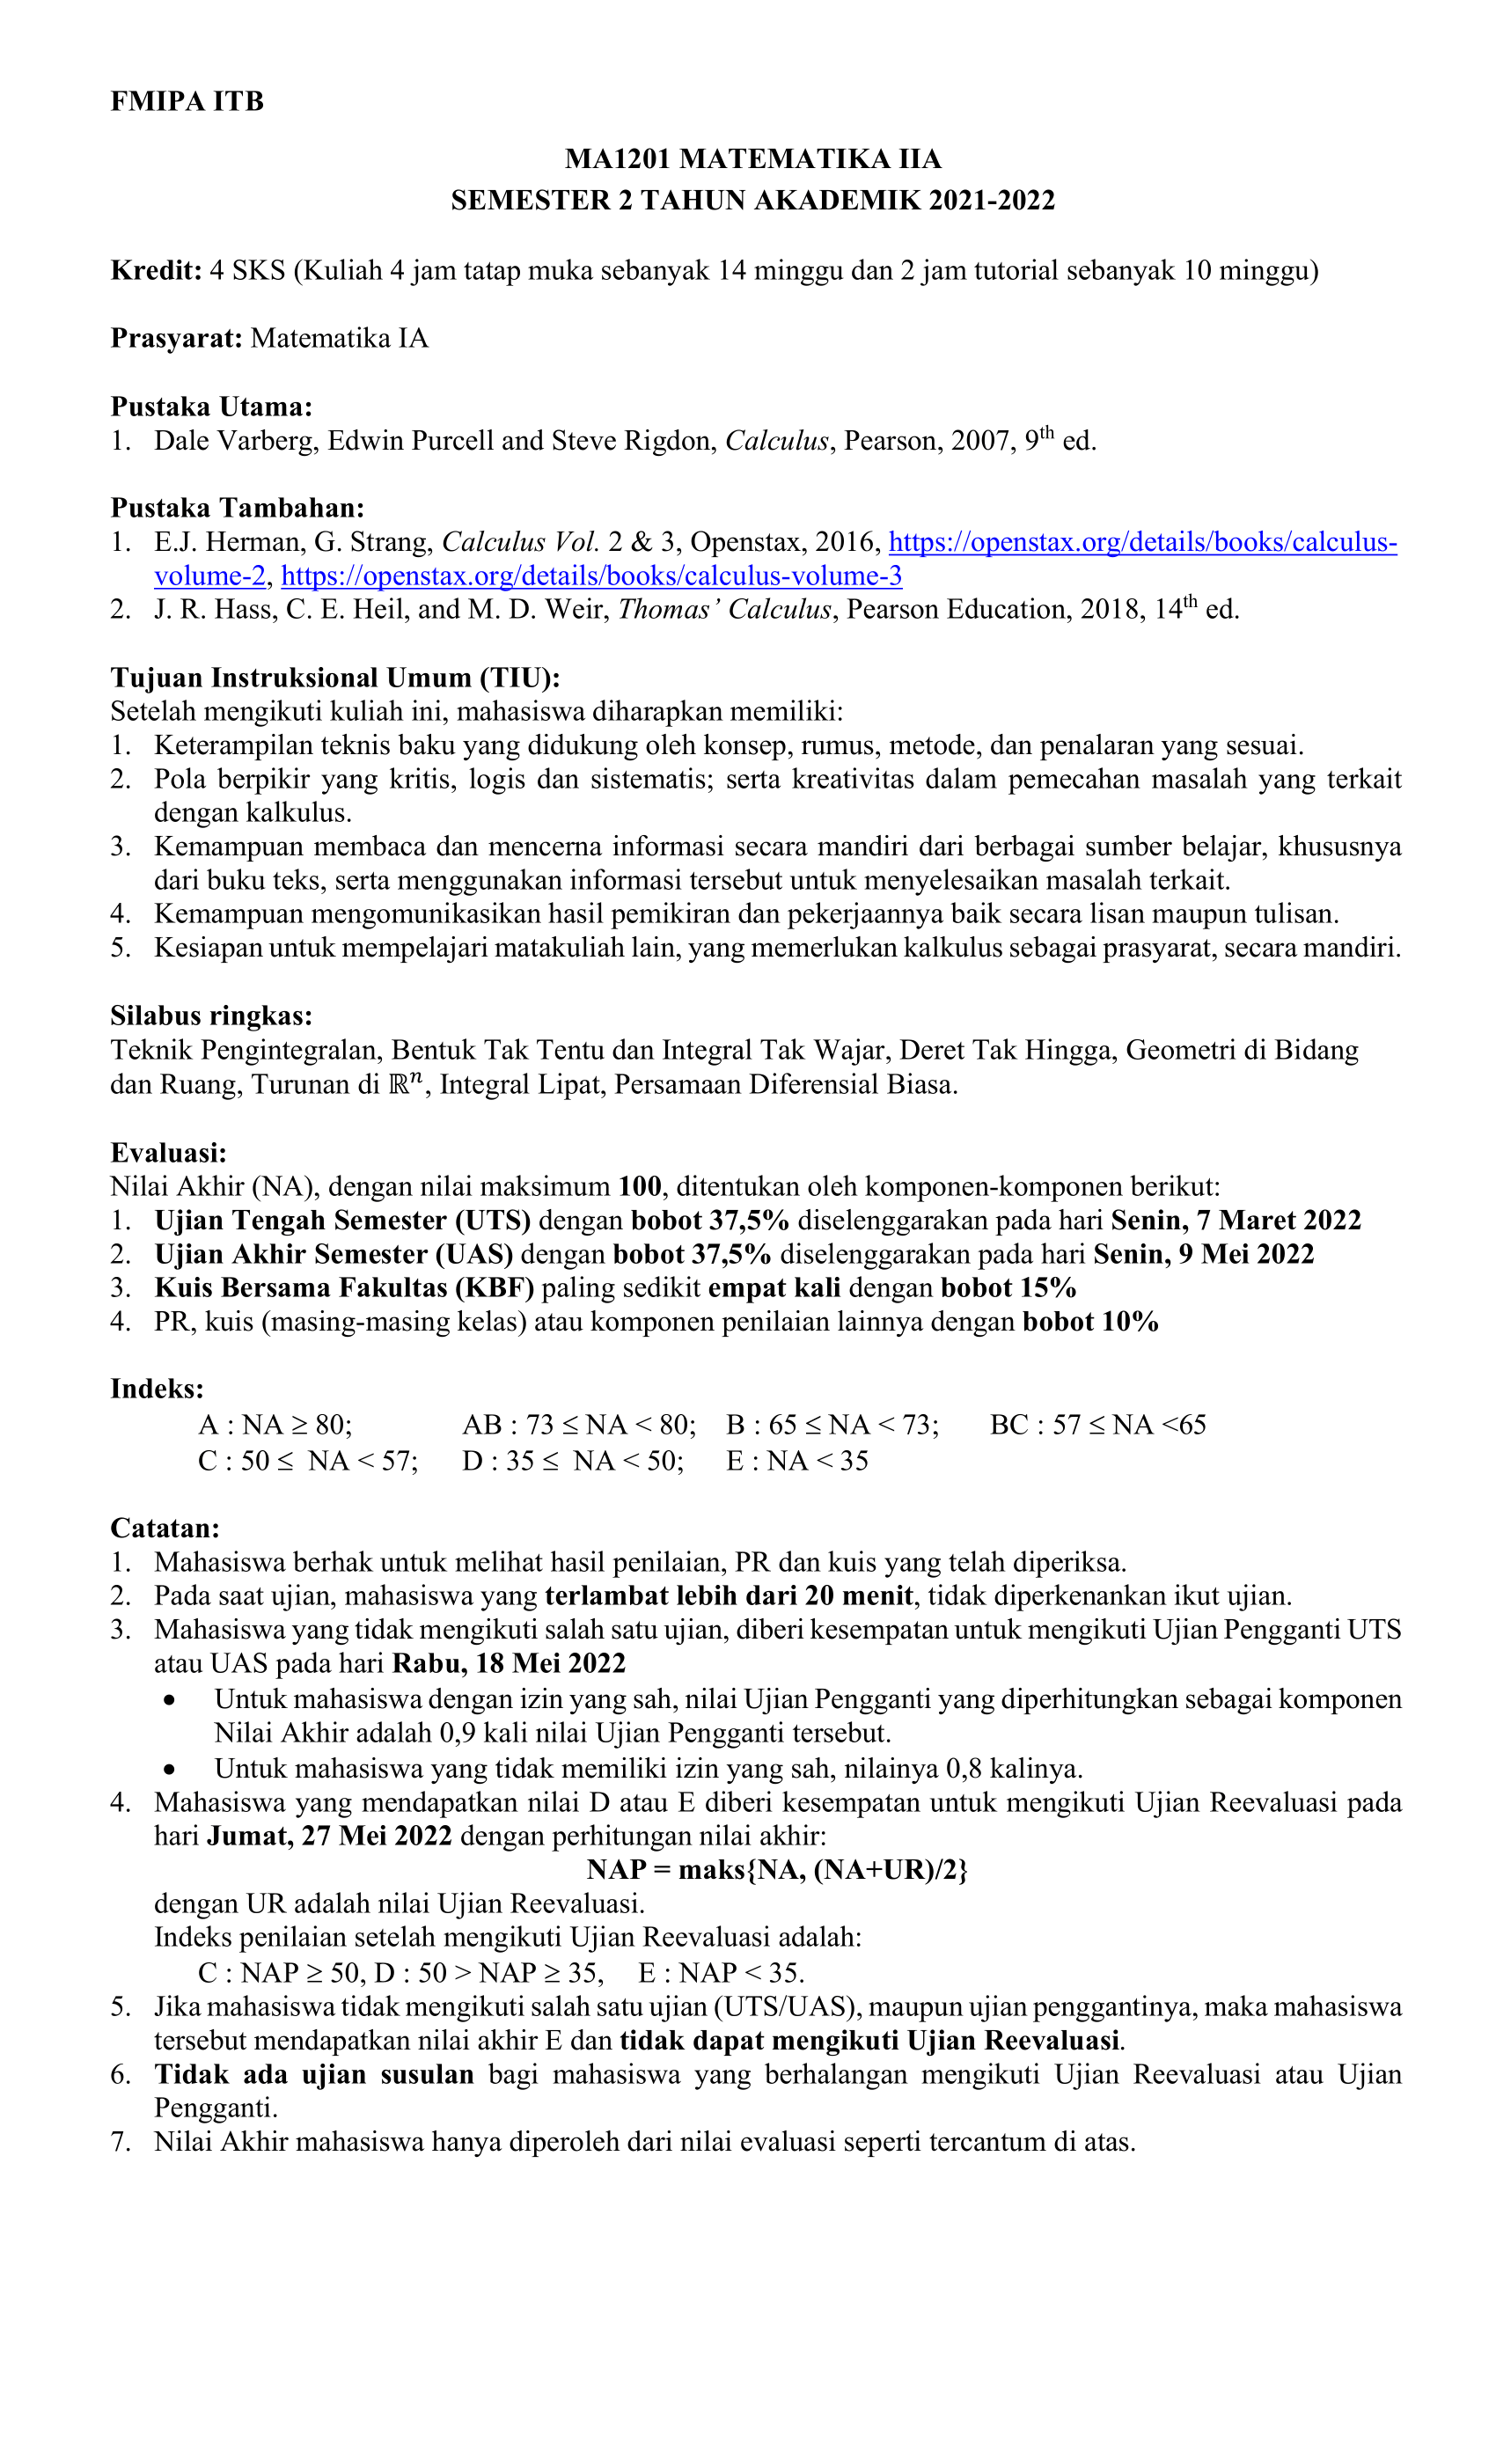 FMIPA ITB
MA1201 MATEMATIKA IIA
SEMESTER 2 TAHUN AKADEMIK 2021-2022
Kredit: 4 SKS (Kuliah 4 jam tatap muka sebanyak 14 minggu dan 2 jam tutorial sebanyak 10 minggu)
Prasyarat: Matematika IA
Pustaka Utama:
1. Dale Varberg, Edwin Purcell and Steve Rigdon, Calculus, Pearson, 2007, 9th ed.
Pustaka Tambahan:
1. E.J. Herman, G. Strang, Calculus Vol. 2 & 3, Openstax, 2016, https://openstax.org/details/books/calculus-
volume-2, https://openstax.org/details/books/calculus-volume-3
2. J. R. Hass, C. E. Heil, and M. D. Weir, Thomas’ Calculus, Pearson Education, 2018, 14th ed.
Tujuan Instruksional Umum (TIU):
Setelah mengikuti kuliah ini, mahasiswa diharapkan memiliki:
1. Keterampilan teknis baku yang didukung oleh konsep, rumus, metode, dan penalaran yang sesuai.
2. Pola berpikir yang kritis, logis dan sistematis; serta kreativitas dalam pemecahan masalah yang terkait
dengan kalkulus.
3. Kemampuan membaca dan mencerna informasi secara mandiri dari berbagai sumber belajar, khususnya
dari buku teks, serta menggunakan informasi tersebut untuk menyelesaikan masalah terkait.
4. Kemampuan mengomunikasikan hasil pemikiran dan pekerjaannya baik secara lisan maupun tulisan.
5. Kesiapan untuk mempelajari matakuliah lain, yang memerlukan kalkulus sebagai prasyarat, secara mandiri.
Silabus ringkas:
Teknik Pengintegralan, Bentuk Tak Tentu dan Integral Tak Wajar, Deret Tak Hingga, Geometri di Bidang
dan Ruang, Turunan di ℝⁿ, Integral Lipat, Persamaan Diferensial Biasa.
Evaluasi:
Nilai Akhir (NA), dengan nilai maksimum 100, ditentukan oleh komponen-komponen berikut:
1. Ujian Tengah Semester (UTS) dengan bobot 37,5% diselenggarakan pada hari Senin, 7 Maret 2022
2. Ujian Akhir Semester (UAS) dengan bobot 37,5% diselenggarakan pada hari Senin, 9 Mei 2022
3. Kuis Bersama Fakultas (KBF) paling sedikit empat kali dengan bobot 15%
4. PR, kuis (masing-masing kelas) atau komponen penilaian lainnya dengan bobot 10%
Indeks:
A : NA ≥ 80; AB : 73 ≤ NA < 80; B : 65 ≤ NA < 73; BC : 57 ≤ NA <65
C : 50 ≤ NA < 57; D : 35 ≤ NA < 50; E : NA < 35
Catatan:
1. Mahasiswa berhak untuk melihat hasil penilaian, PR dan kuis yang telah diperiksa.
2. Pada saat ujian, mahasiswa yang terlambat lebih dari 20 menit, tidak diperkenankan ikut ujian.
3. Mahasiswa yang tidak mengikuti salah satu ujian, diberi kesempatan untuk mengikuti Ujian Pengganti UTS
atau UAS pada hari Rabu, 18 Mei 2022
• Untuk mahasiswa dengan izin yang sah, nilai Ujian Pengganti yang diperhitungkan sebagai komponen
Nilai Akhir adalah 0,9 kali nilai Ujian Pengganti tersebut.
• Untuk mahasiswa yang tidak memiliki izin yang sah, nilainya 0,8 kalinya.
4. Mahasiswa yang mendapatkan nilai D atau E diberi kesempatan untuk mengikuti Ujian Reevaluasi pada
hari Jumat, 27 Mei 2022 dengan perhitungan nilai akhir:
NAP = maks{NA, (NA+UR)/2}
dengan UR adalah nilai Ujian Reevaluasi.
Indeks penilaian setelah mengikuti Ujian Reevaluasi adalah:
C : NAP ≥ 50, D : 50 > NAP ≥ 35, E : NAP < 35.
5. Jika mahasiswa tidak mengikuti salah satu ujian (UTS/UAS), maupun ujian penggantinya, maka mahasiswa
tersebut mendapatkan nilai akhir E dan tidak dapat mengikuti Ujian Reevaluasi.
6. Tidak ada ujian susulan bagi mahasiswa yang berhalangan mengikuti Ujian Reevaluasi atau Ujian
Pengganti.
7. Nilai Akhir mahasiswa hanya diperoleh dari nilai evaluasi seperti tercantum di atas.